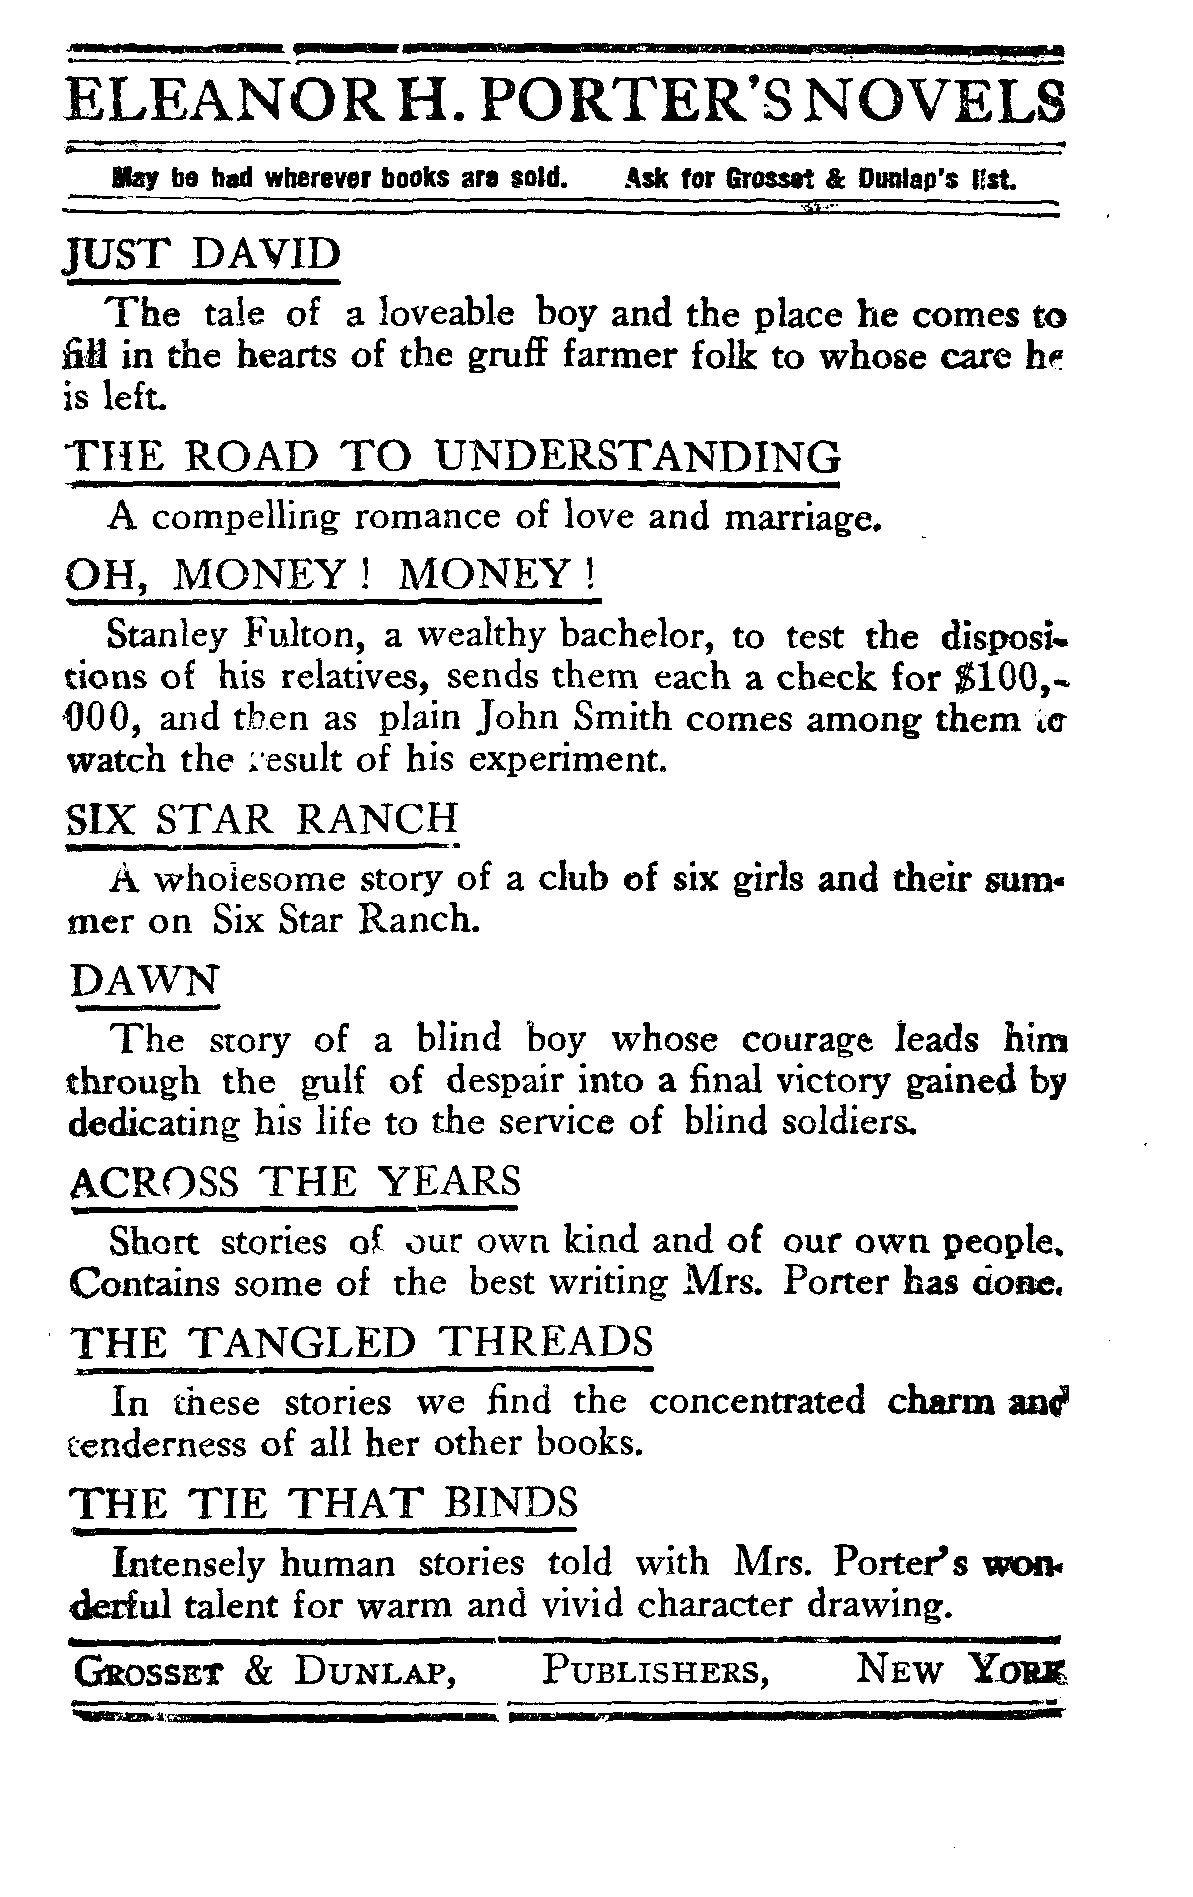 ELEANOR H. PORTER'S NOVELS
May be had wherever books are sold. Ask for Grosset & Dunlap's list.
JUST DAVID
The tale of a loveable boy and the place he comes to
fill in the hearts of the gruff farmer folk to whose care he
is left.
THE ROAD TO UNDERSTANDING
A compelling romance of love and marriage.
OH, MONEY! MONEY!
Stanley Fulton, a wealthy bachelor, to test the disposi-
tions of his relatives, sends them each a check for $100,-
000, and then as plain John Smith comes among them to
watch the result of his experiment.
SIX STAR RANCH
A wholesome story of a club of six girls and their sum-
mer on Six Star Ranch.
DAWN
The story of a blind boy whose courage leads him
through the gulf of despair into a final victory gained by
dedicating his life to the service of blind soldiers.
ACROSS THE YEARS
Short stories of our own kind and of our own people.
Contains some of the best writing Mrs. Porter has done.
THE TANGLED THREADS
In these stories we find the concentrated charm and
tenderness of all her other books.
THE TIE THAT BINDS
Intensely human stories told with Mrs. Porter's won-
derful talent for warm and vivid character drawing.
GROSSET & DUNLAP, PUBLISHERS, NEW YORK